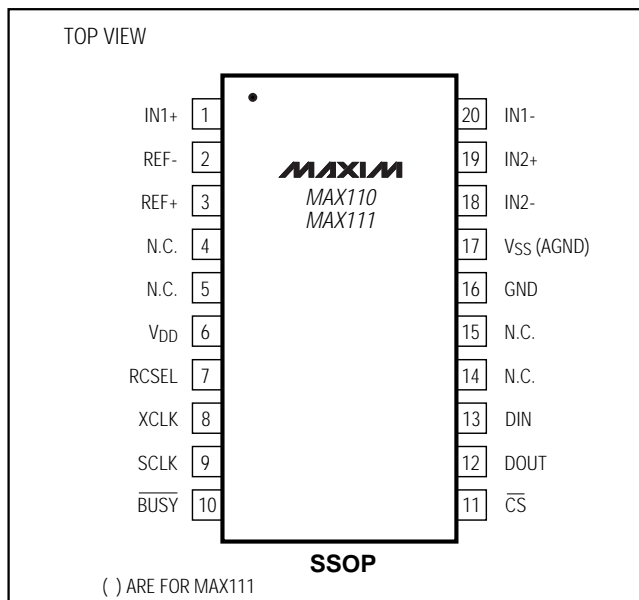 TOP VIEW
IN1+ 1
REF- 2
REF+ 3
N.C. 4
N.C. 5
VDD 6
RCSEL 7
XCLK 8
SCLK 9
BUSY 10
MAXIM
MAX110
MAX111
20 IN1-
19 IN2+
18 IN2-
17 VSS (AGND)
16 GND
15 N.C.
14 N.C.
13 DIN
12 DOUT
11 CS
SSOP
( ) ARE FOR MAX111